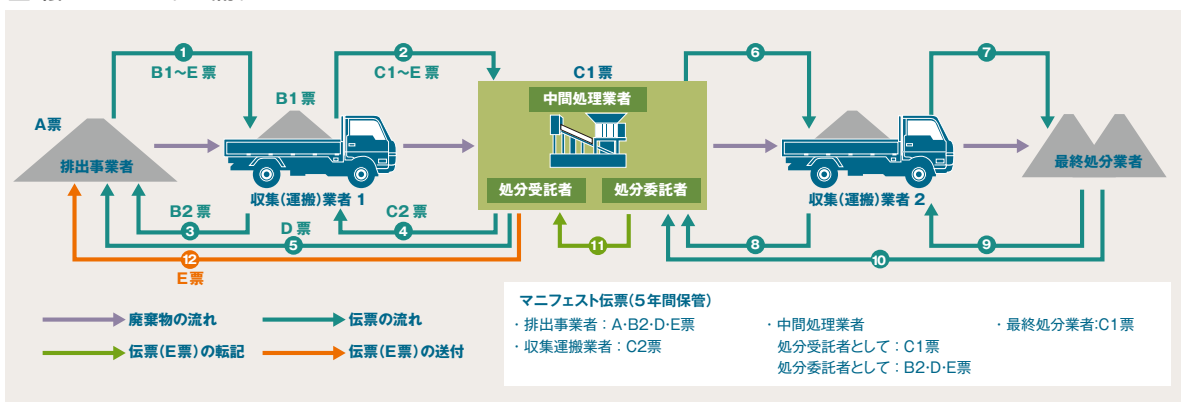 ①
B1～E 票
②
C1～E 票
C1票
⑥
⑦
B1票
中間処理業者
A票
排出事業者
最終処分業者
処分受託者
処分委託者
収集(運搬)業者 1
収集(運搬)業者 2
B2 票
③
D 票
⑤
C2票
④
⑪
⑧
⑨
⑩
⑫
E票
廃棄物の流れ
伝票の流れ
伝票(E票)の転記
伝票(E票)の送付
マニフェスト伝票(5年間保管)
・排出事業者：A・B2・D・E票
・収集運搬業者：C2票
・中間処理業者
処分受託者として：C1票
処分委託者として：B2・D・E票
・最終処分業者:C1票